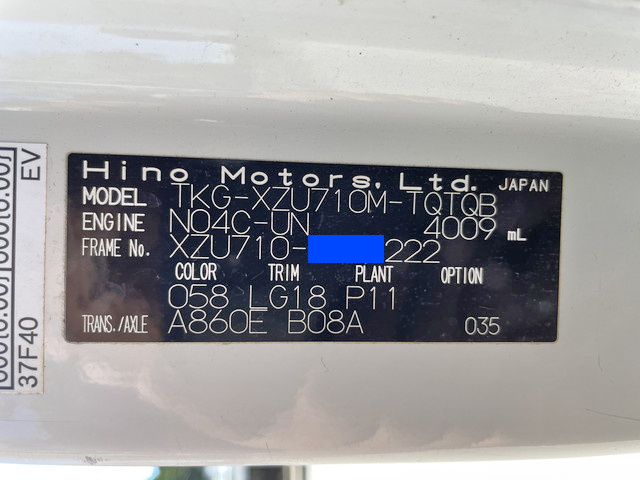 Hino Motors, Ltd. JAPAN
MODEL TKG-XZU710M-TQTQB
ENGINE N04C-UN 4009 mL
FRAME No. XZU710- 222
COLOR TRIM PLANT OPTION
058 LG18 P11
TRANS./AXLE A860E B08A 035
EV
37F40